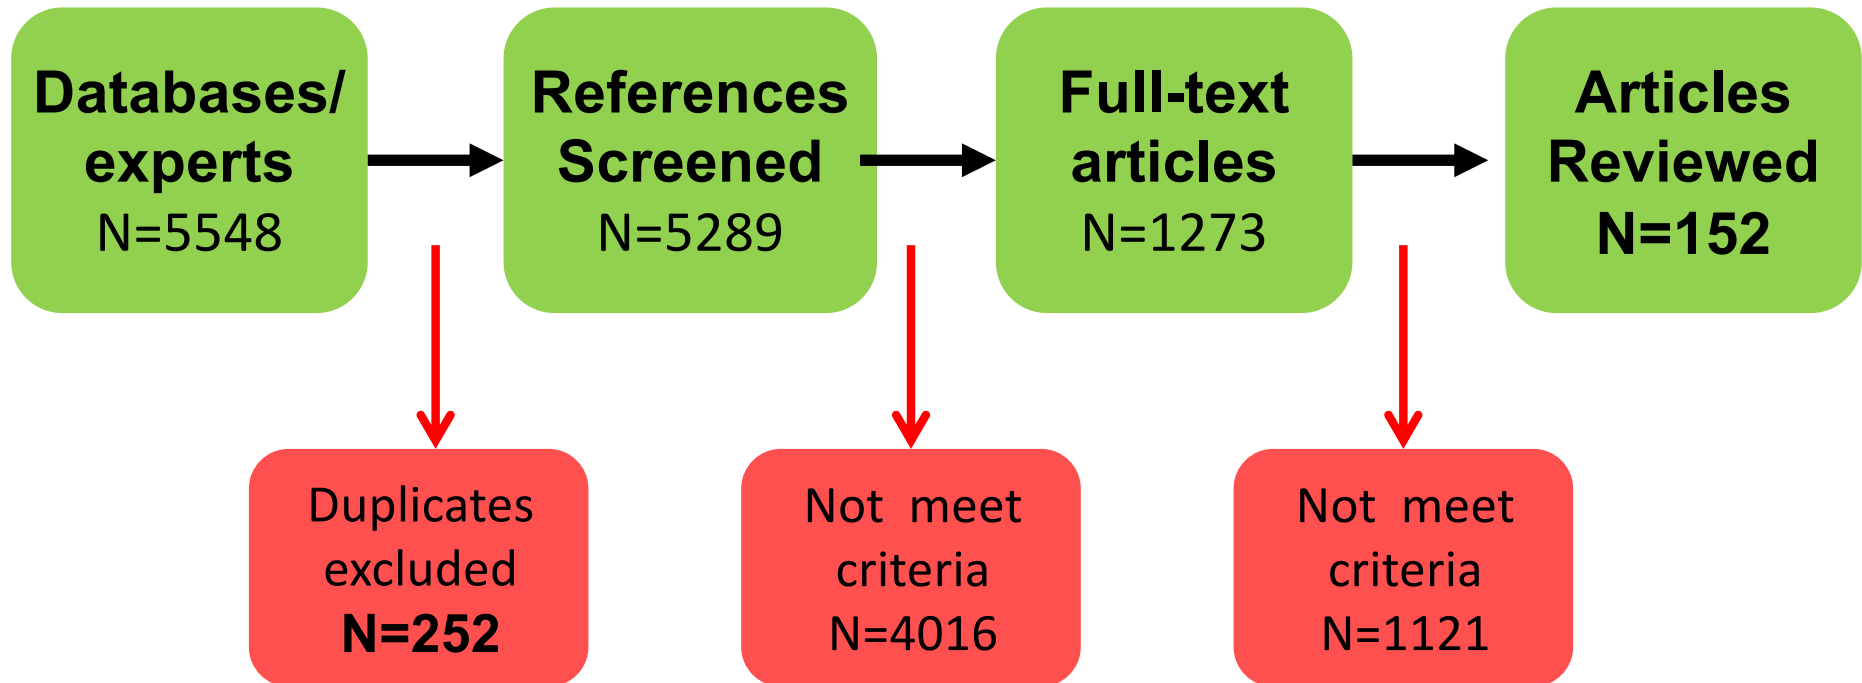 Databases/
experts
N=5548
References
Screened
N=5289
Full-text
articles
N=1273
Articles
Reviewed
N=152
Duplicates
excluded
N=252
Not meet
criteria
N=4016
Not meet
criteria
N=1121